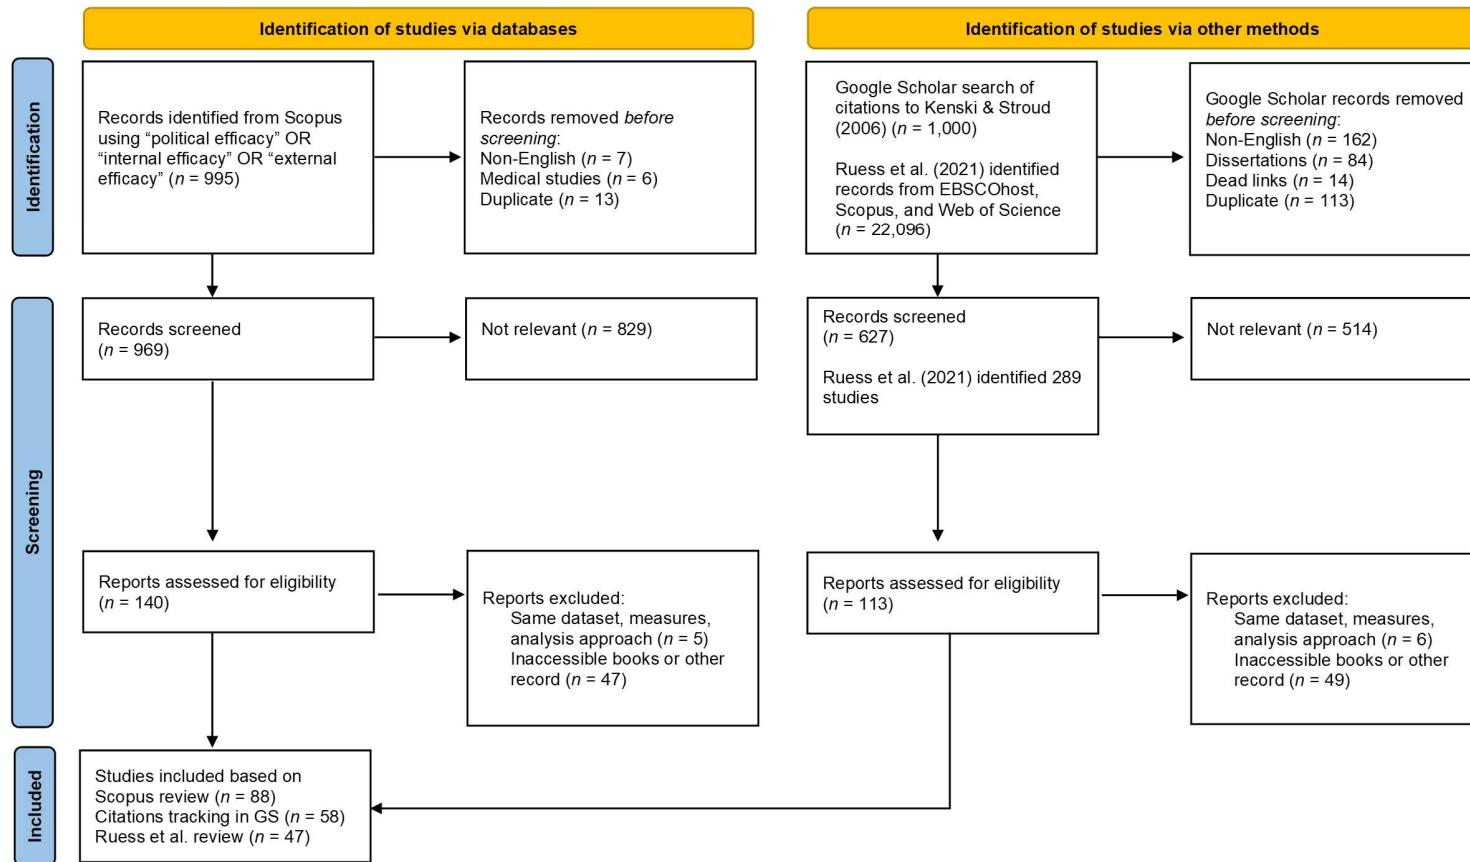 Identification of studies via databases
Identification of studies via other methods
Identification
Records identified from Scopus
using “political efficacy” OR
“internal efficacy” OR “external
efficacy” (n = 995)
Records removed before
screening:
Non-English (n = 7)
Medical studies (n = 6)
Duplicate (n = 13)
Google Scholar search of
citations to Kenski & Stroud
(2006) (n = 1,000)
Ruess et al. (2021) identified
records from EBSCOhost,
Scopus, and Web of Science
(n = 22,096)
Google Scholar records removed
before screening:
Non-English (n = 162)
Dissertations (n = 84)
Dead links (n = 14)
Duplicate (n = 113)
Screening
Records screened
(n = 969)
Not relevant (n = 829)
Records screened
(n = 627)
Ruess et al. (2021) identified 289
studies
Not relevant (n = 514)
Reports assessed for eligibility
(n = 140)
Reports excluded:
Same dataset, measures,
analysis approach (n = 5)
Inaccessible books or other
record (n = 47)
Reports assessed for eligibility
(n = 113)
Reports excluded:
Same dataset, measures,
analysis approach (n = 6)
Inaccessible books or other
record (n = 49)
Included
Studies included based on
Scopus review (n = 88)
Citations tracking in GS (n = 58)
Ruess et al. review (n = 47)